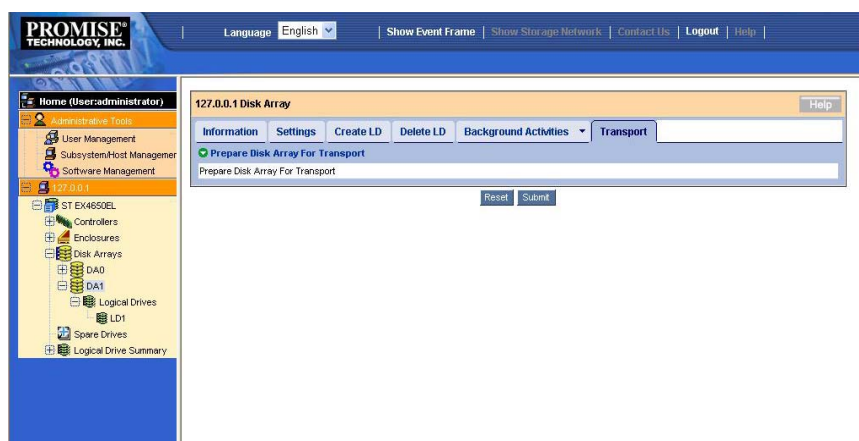 PROMISE®
TECHNOLOGY, INC.
| Language English | Show Event Frame | Show Storage Network | Contact Us | Logout | Help |
Home (User:administrator)
Administrative Tools
User Management
Subsystem/Host Managemer
Software Management
127.0.0.1
ST EX4650EL
Controllers
Enclosures
Disk Arrays
DA0
DA1
Logical Drives
LD1
Spare Drives
Logical Drive Summary
127.0.0.1 Disk Array
Help
Information Settings Create LD Delete LD Background Activities Transport
Prepare Disk Array For Transport
Prepare Disk Array For Transport
Reset Submit